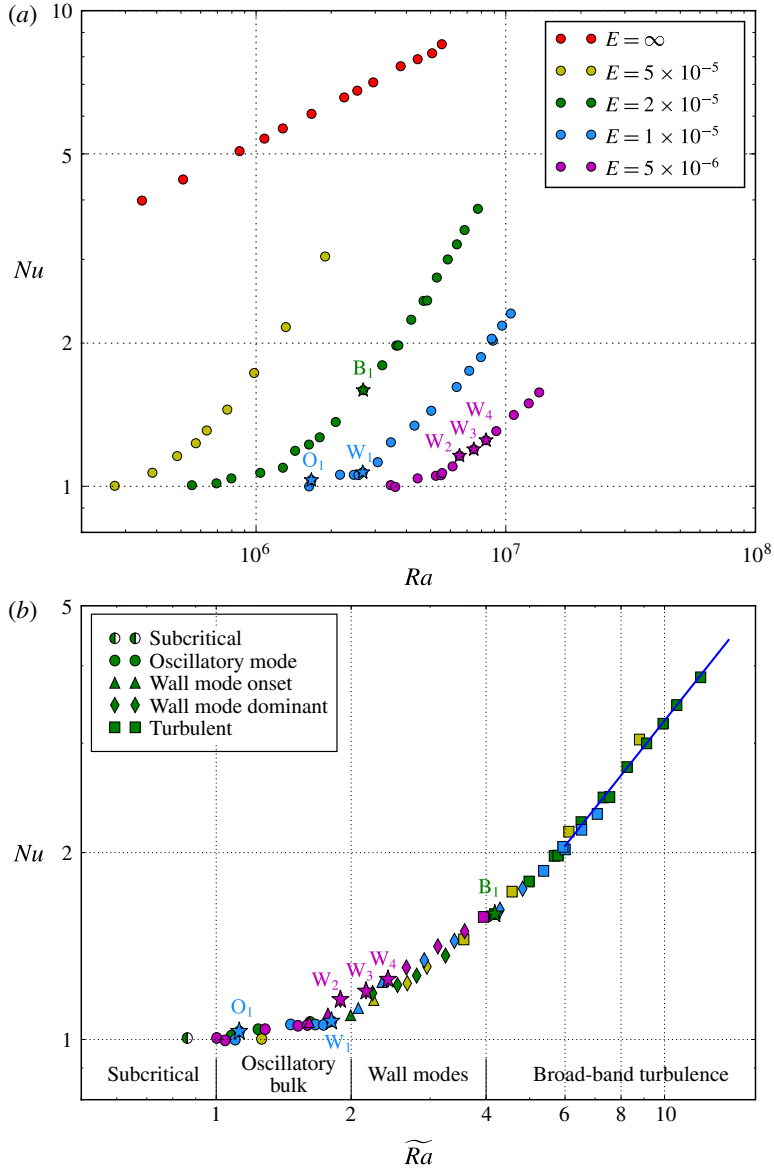 (a)
10
5
2
1
Nu
10⁶
10⁷
10⁸
Ra
E = ∞
E = 5 × 10⁻⁵
E = 2 × 10⁻⁵
E = 1 × 10⁻⁵
E = 5 × 10⁻⁶
B₁
O₁
W₁
W₂
W₃
W₄
(b)
5
2
1
Nu
Subcritical
Oscillatory mode
Wall mode onset
Wall mode dominant
Turbulent
B₁
W₂
W₃
W₄
O₁
W₁
Subcritical
Oscillatory
bulk
Wall modes
Broad-band turbulence
1
2
4
6
8
10
R͠a